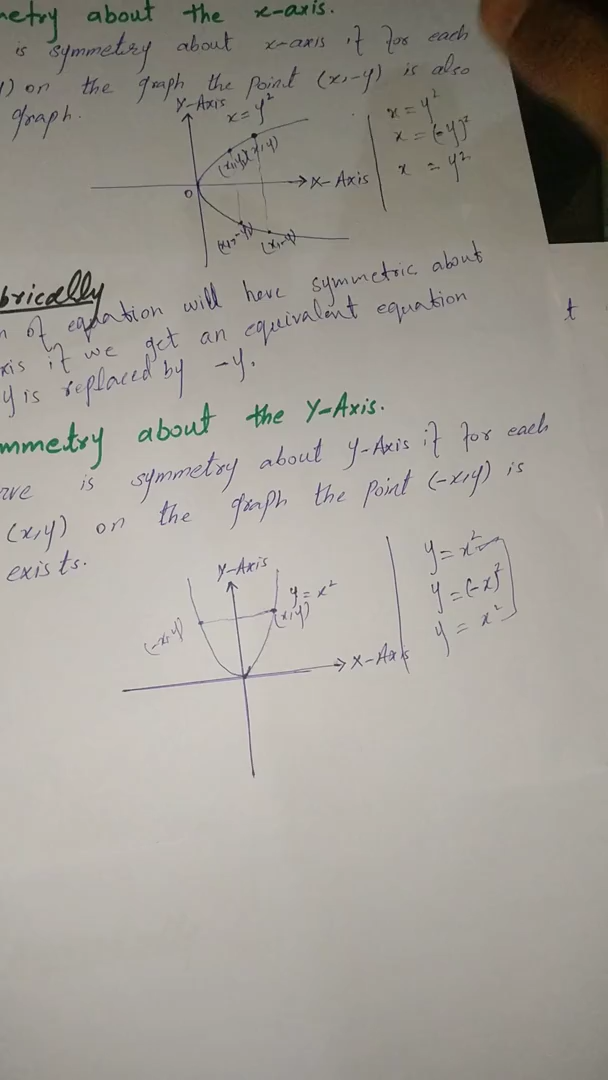 metry about the x-axis.
is symmetry about x-axis if for each
) on the graph the point (x,-y) is also
graph.
Y-Axis
x = y²
(x,y)
(x,y)
X-Axis
O
(x,-y)
(x,-y)
x = y²
x = (-y)²
x = y²
brically
n of equation will have symmetric about
xis if we get an equivalent equation
y is replaced by -y.
mmetry about the Y-Axis.
rve is symmetry about y-Axis if for each
(x,y) on the graph the point (-x,y) is
exists.
Y-Axis
y = x²
(x,y)
(-x,y)
X-Axis
y = x²
y = (-x)²
y = x²
t